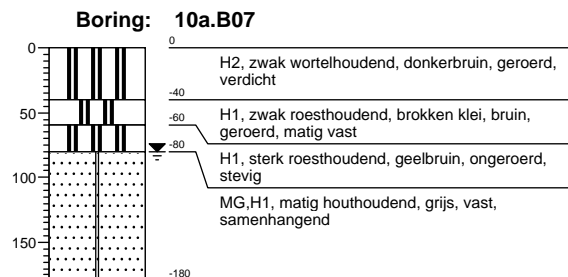 Boring: 10a.B07
0
0
H2, zwak wortelhoudend, donkerbruin, geroerd,
verdicht
-40
50
H1, zwak roesthoudend, brokken klei, bruin,
geroerd, matig vast
-60
H1, sterk roesthoudend, geelbruin, ongeroerd,
stevig
-80
100
MG,H1, matig houthoudend, grijs, vast,
samenhangend
150
-180